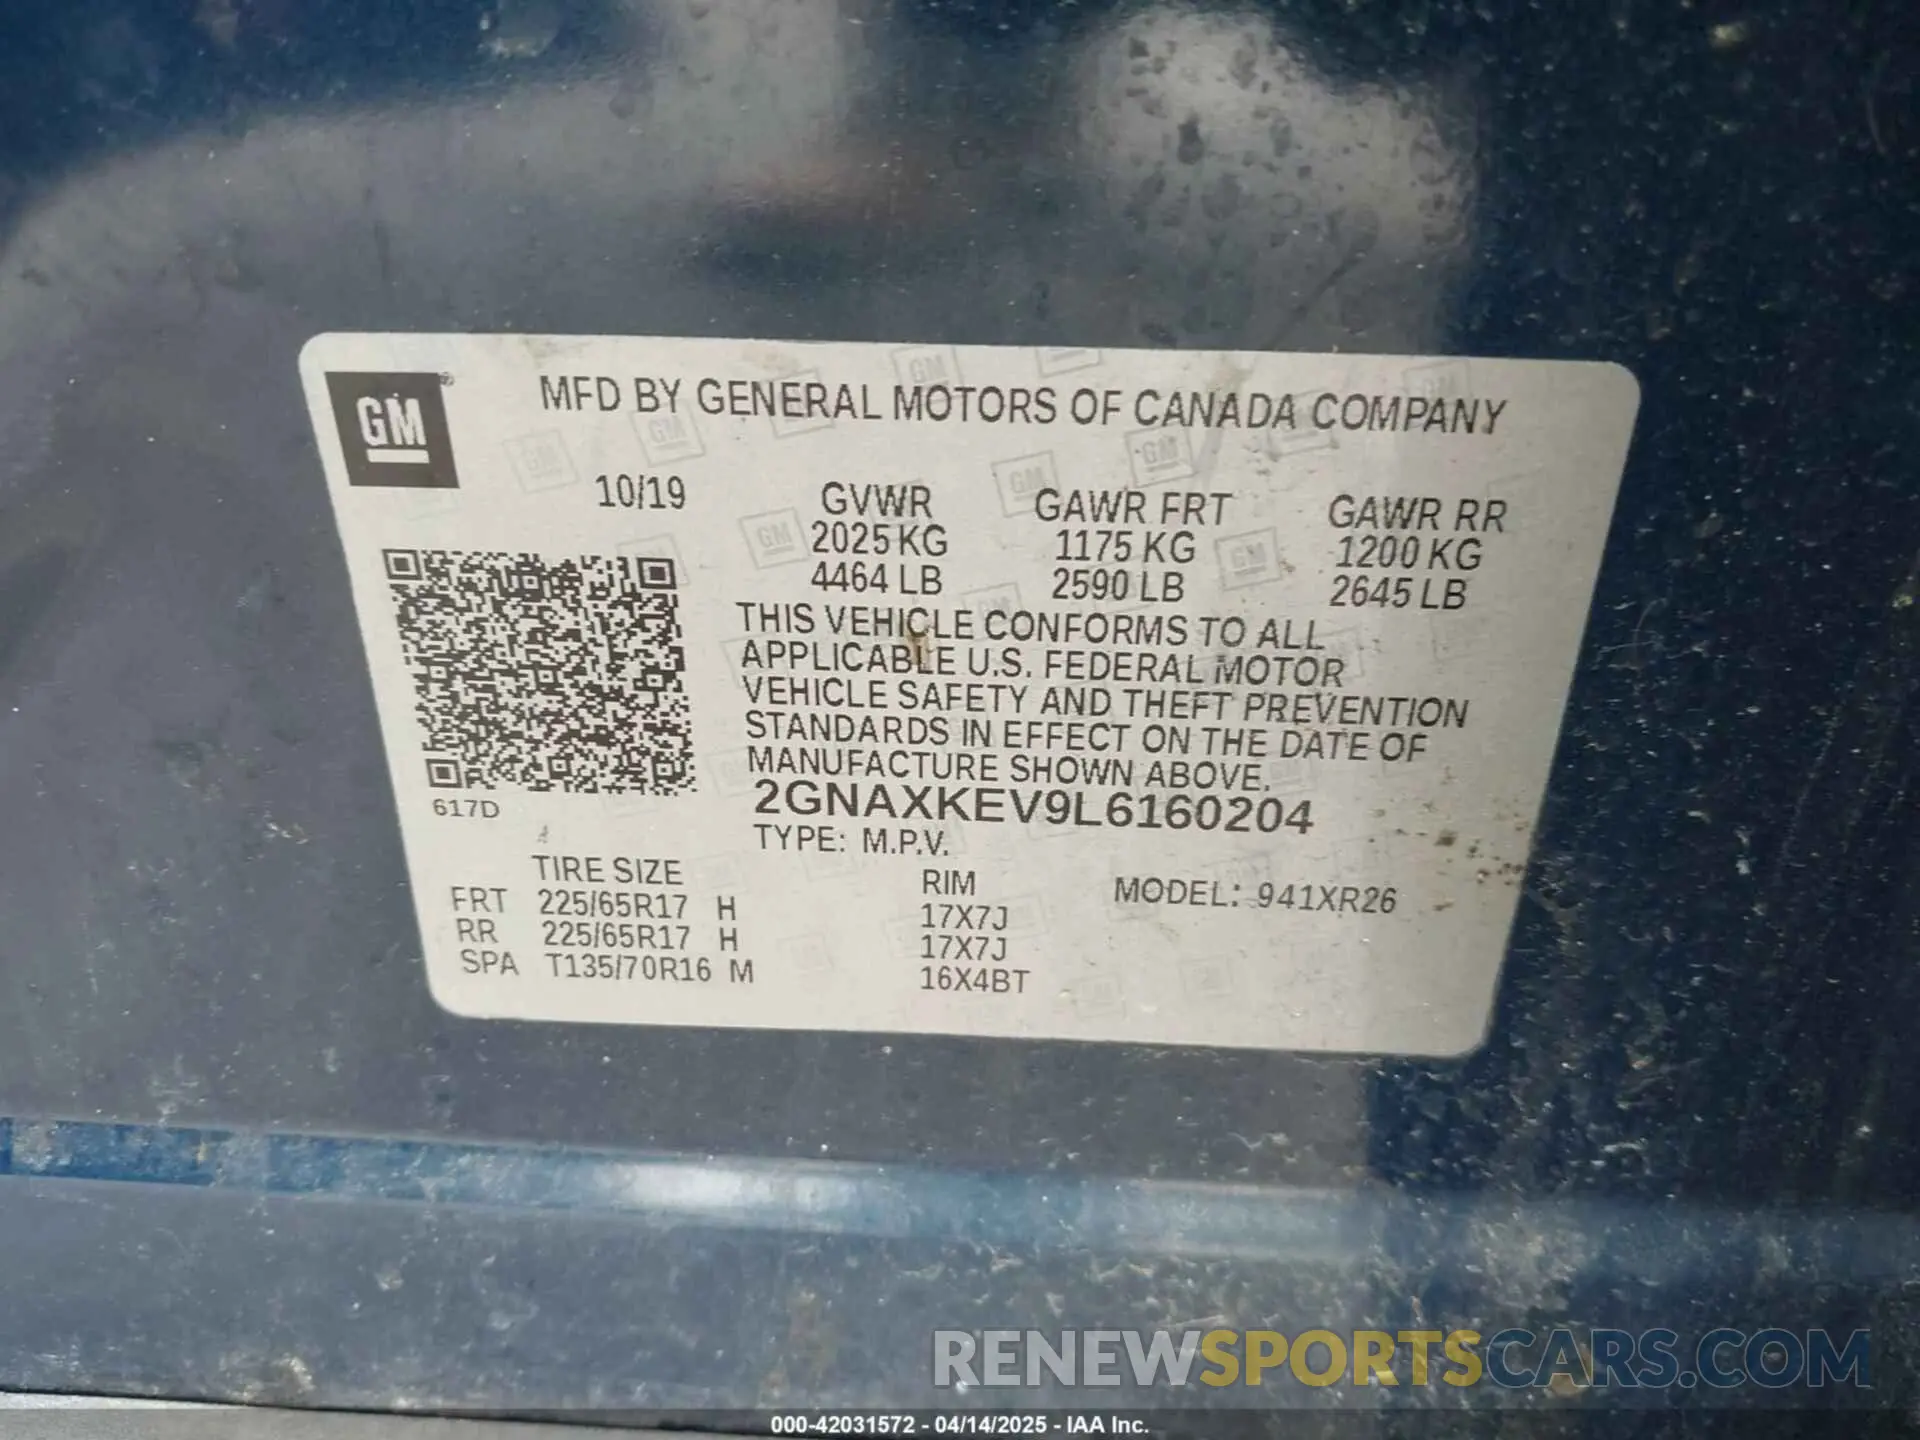 GM®
MFD BY GENERAL MOTORS OF CANADA COMPANY
10/19 GVWR GAWR FRT GAWR RR
2025 KG 1175 KG 1200 KG
4464 LB 2590 LB 2645 LB
THIS VEHICLE CONFORMS TO ALL
APPLICABLE U.S. FEDERAL MOTOR
VEHICLE SAFETY AND THEFT PREVENTION
STANDARDS IN EFFECT ON THE DATE OF
MANUFACTURE SHOWN ABOVE.
617D 2GNAXKEV9L6160204
TYPE: M.P.V.
TIRE SIZE RIM MODEL: 941XR26
FRT 225/65R17 H 17X7J
RR 225/65R17 H 17X7J
SPA T135/70R16 M 16X4BT
RENEWSPORTSCARS.COM
000-42031572 - 04/14/2025 - IAA Inc.